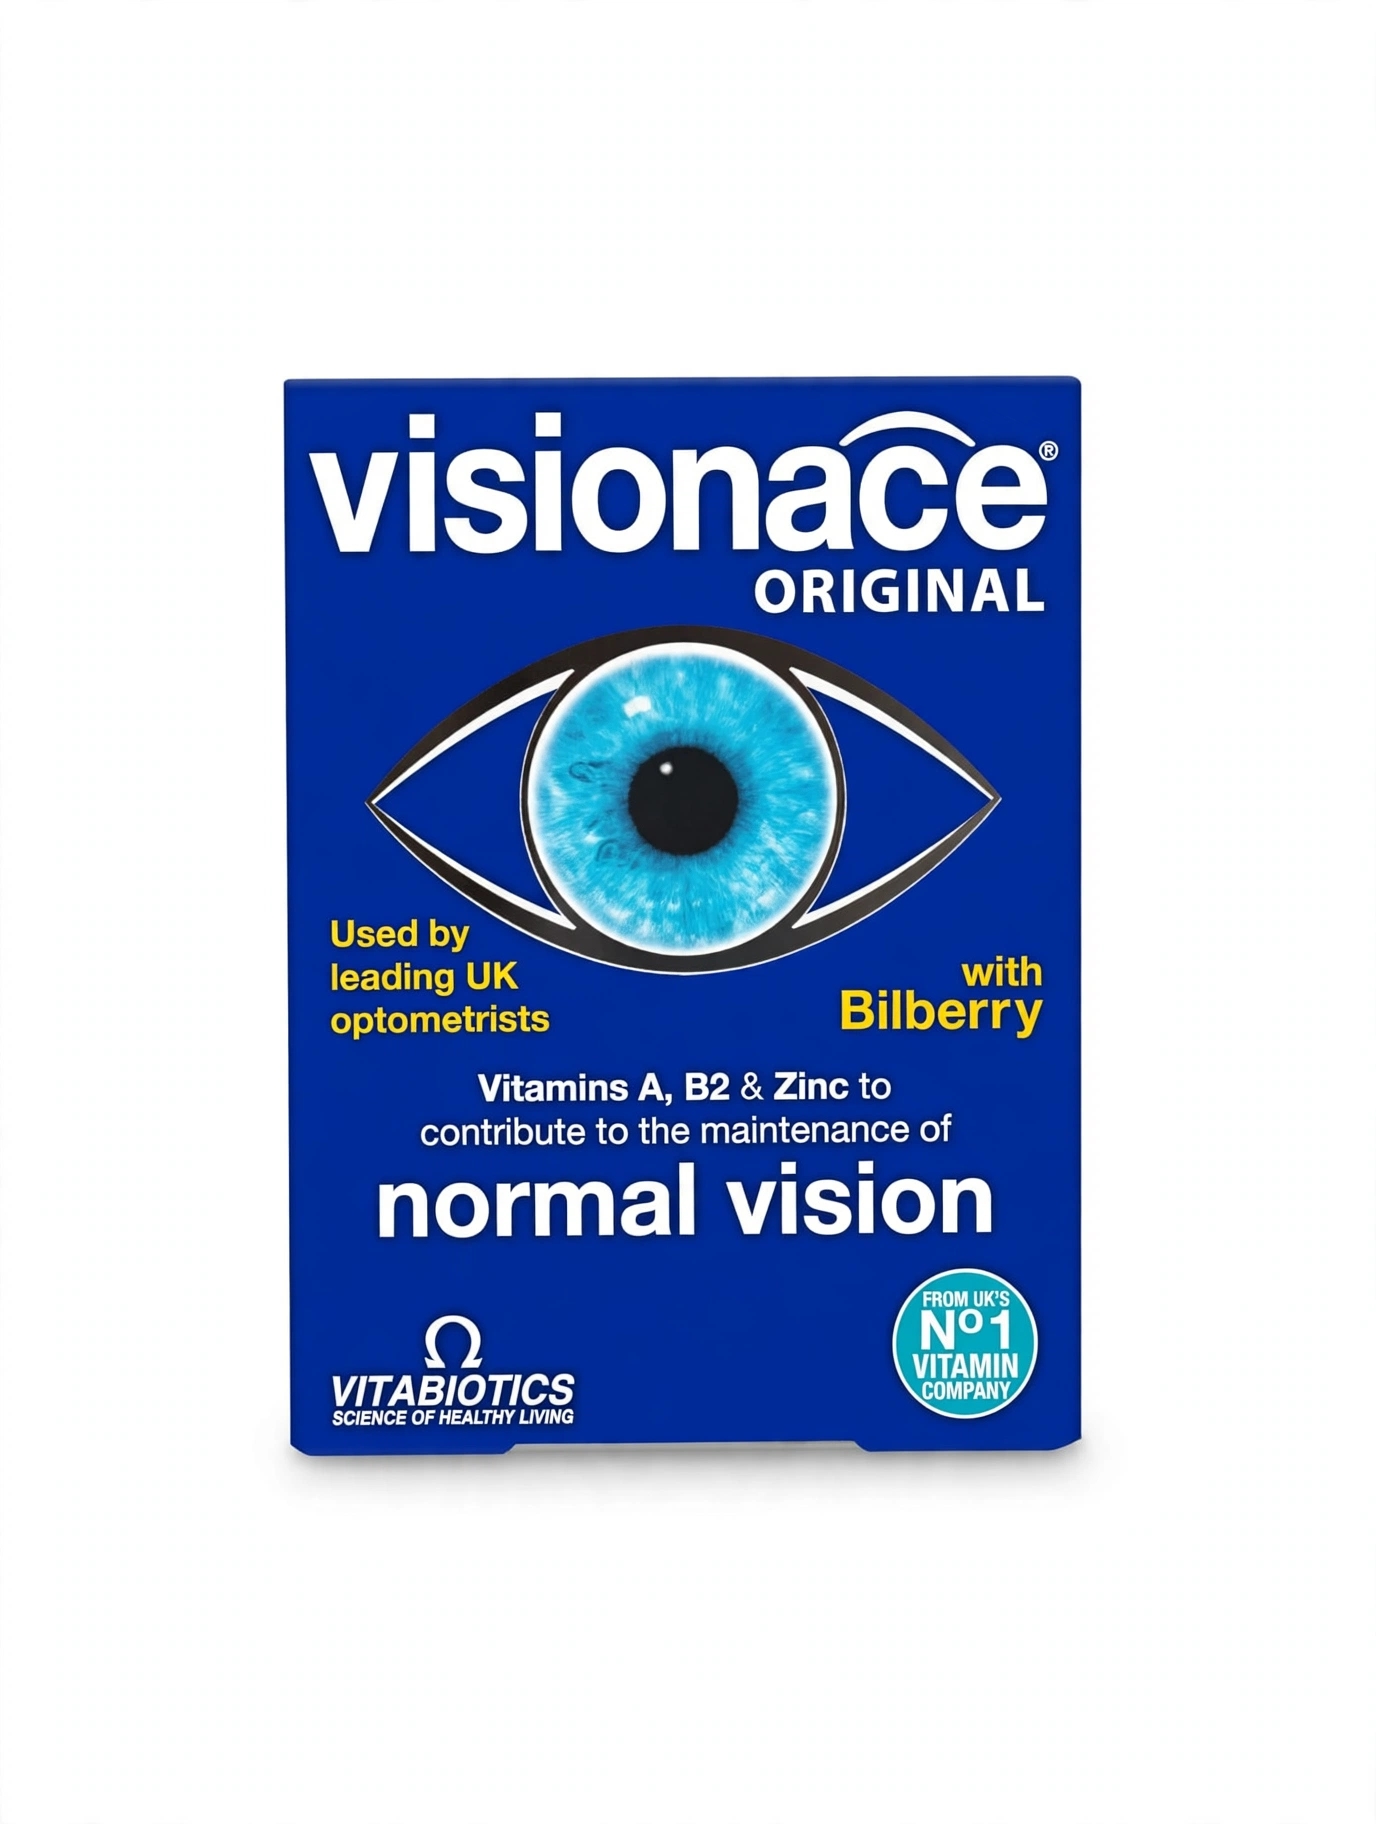 visionace®
ORIGINAL
Used by
leading UK
optometrists
with
Bilberry
Vitamins A, B2 & Zinc to
contribute to the maintenance of
normal vision
VITABIOTICS
SCIENCE OF HEALTHY LIVING
FROM UK'S
Nº1
VITAMIN
COMPANY